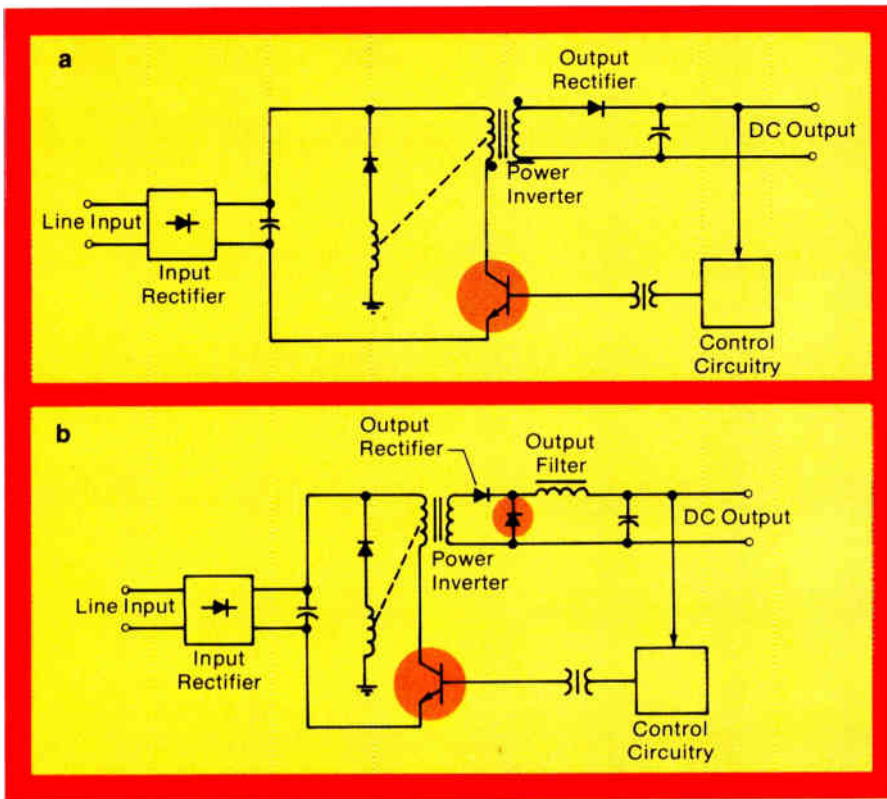 a
Output
Rectifier
DC Output
Power
Inverter
Line Input
Input
Rectifier
Control
Circuitry
b
Output
Rectifier
Output
Filter
DC Output
Power
Inverter
Line Input
Input
Rectifier
Control
Circuitry